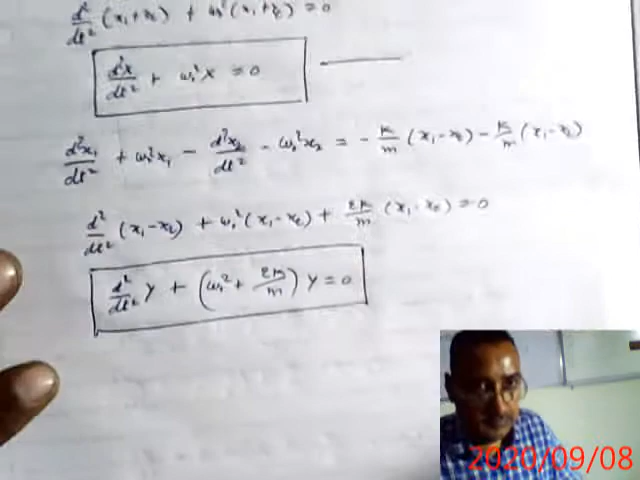 d²/dt² (x₁+x₂) + ω₀²(x₁+x₂) = 0
d²X/dt² + ω₀²X = 0
d²x₁/dt² + ω₀²x₁ − d²x₂/dt² − ω₀²x₂ = −k/m (x₁−x₂) − k/m (x₁−x₂)
d²/dt² (x₁−x₂) + ω₀²(x₁−x₂) + 2k/m (x₁−x₂) = 0
d²/dt² Y + (ω₀² + 2k/m) Y = 0
2020/09/08